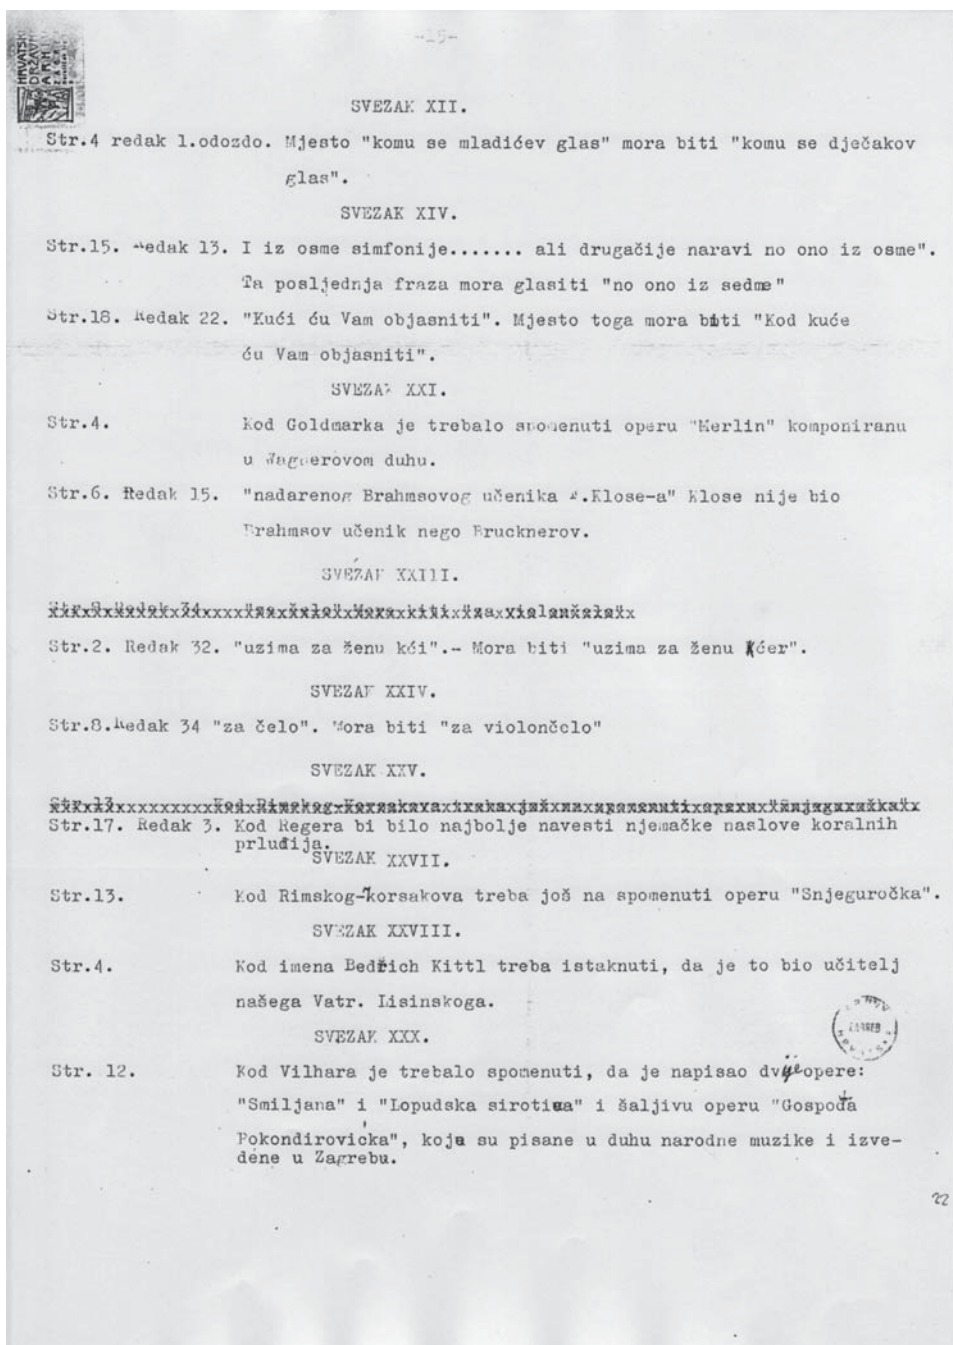 HRVATSKI
DRŽAVNI
-15-
SVEZAK XII.
Str.4 redak 1.odozdo. Mjesto "komu se mladićev glas" mora biti "komu se dječakov
glas".
SVEZAK XIV.
Str.15. Redak 13. I iz osme simfonije....... ali drugačije naravi no ono iz osme".
Ta posljednja fraza mora glasiti "no ono iz sedme"
Str.18. Redak 22. "Kući ću Vam objasniti". Mjesto toga mora biti "Kod kuće
ću Vam objasniti".
SVEZAK XXI.
Str.4. Kod Goldmarka je trebalo spomenuti operu "Merlin" komponiranu
u Wagnerovom duhu.
Str.6. Redak 15. "nadarenog Brahmsovog učenika F.Klose-a" Klose nije bio
Brahmsov učenik nego Brucknerov.
SVEZAK XXIII.
Str.2. Redak 32. "uzima za ženu kći".- Mora biti "uzima za ženu kćer".
SVEZAK XXIV.
Str.8.Redak 34 "za čelo". Mora biti "za violončelo"
SVEZAK XXV.
Str.17. Redak 3. Kod Regera bi bilo najbolje navesti njemačke naslove koralnih
prludija.
SVEZAK XXVII.
Str.13. Kod Rimskog-korsakova treba još na spomenuti operu "Snjeguročka".
SVEZAK XXVIII.
Str.4. Kod imena Bedřich Kittl treba istaknuti, da je to bio učitelj
našega Vatr. Lisinskoga.
SVEZAK XXX.
ZAGREB
Str. 12. Kod Vilhara je trebalo spomenuti, da je napisao dvije opere:
"Smiljana" i "Lopudska sirotica" i šaljivu operu "Gospođa
Pokondirovićka", koje su pisane u duhu narodne muzike i izve-
dene u Zagrebu.
22